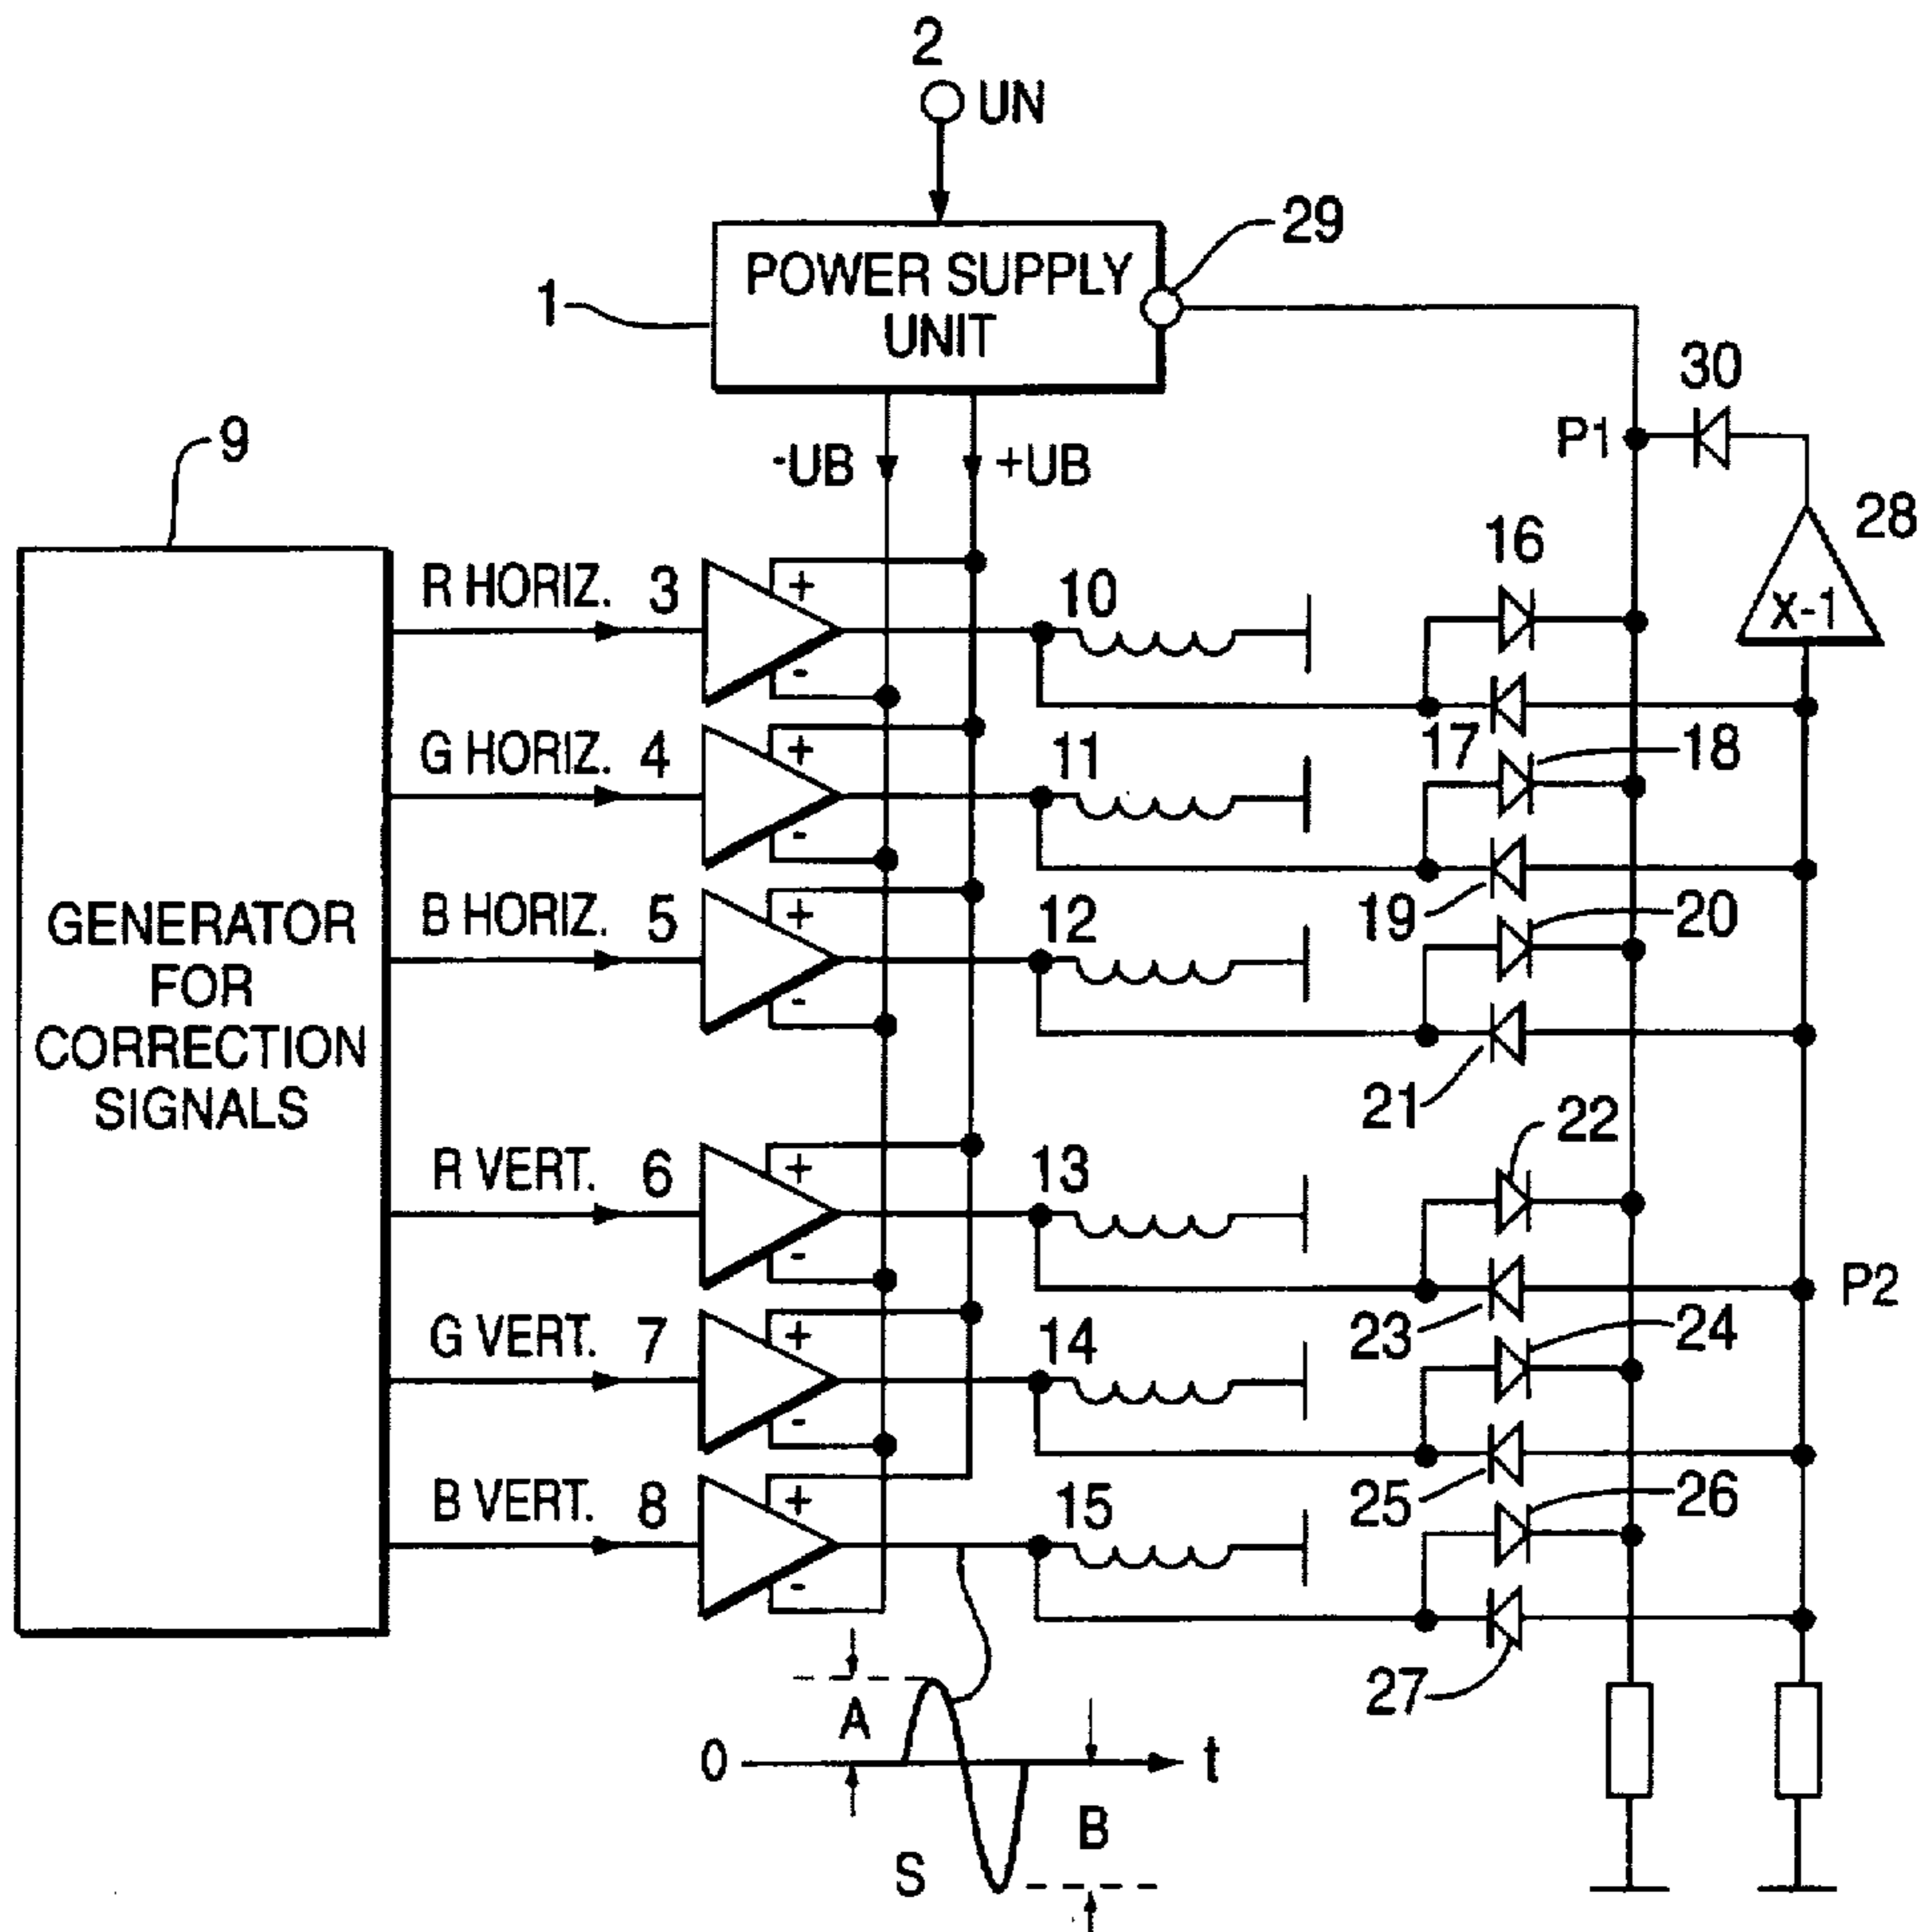 2
UN
29
POWER SUPPLY
UNIT
1
30
P1
9
-UB
+UB
28
16
X-1
R HORIZ. 3
+
-
10
17
18
G HORIZ. 4
+
-
11
19
20
B HORIZ. 5
+
-
12
21
GENERATOR
FOR
CORRECTION
SIGNALS
22
R VERT. 6
+
-
13
P2
23
24
G VERT. 7
+
-
14
25
26
B VERT. 8
+
-
15
27
A
0
t
B
S